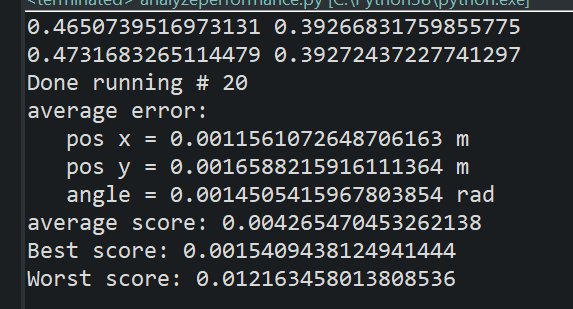 <terminated> analyzeperformance.py [C:\Python38\python.exe]
0.4650739516973131 0.39266831759855775
0.4731683265114479 0.39272437227741297
Done running # 20
average error:
pos x = 0.0011561072648706163 m
pos y = 0.0016588215916111364 m
angle = 0.0014505415967803854 rad
average score: 0.004265470453262138
Best score: 0.0015409438124941444
Worst score: 0.012163458013808536